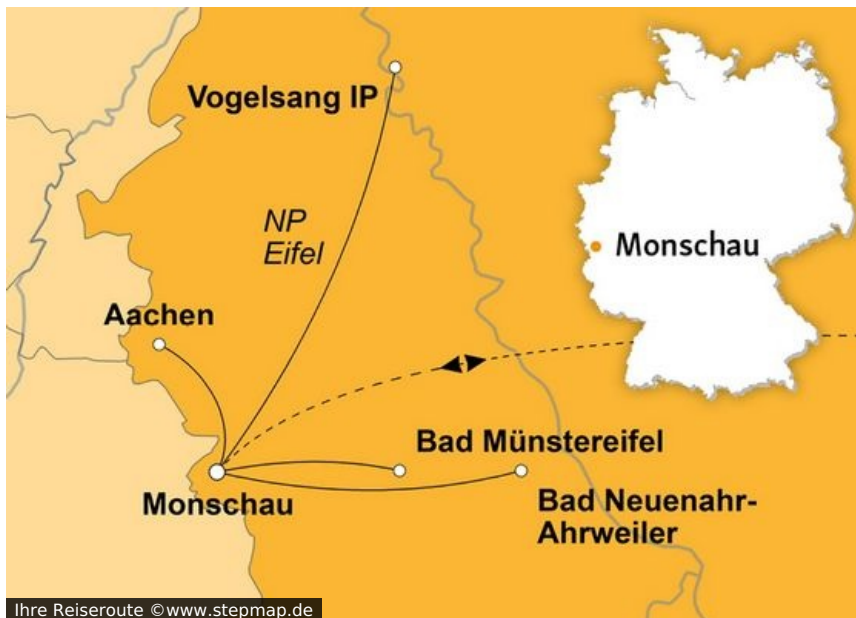 Vogelsang IP
NP
Eifel
Monschau
Aachen
Bad Münstereifel
Monschau
Bad Neuenahr-
Ahrweiler
Ihre Reiseroute ©www.stepmap.de